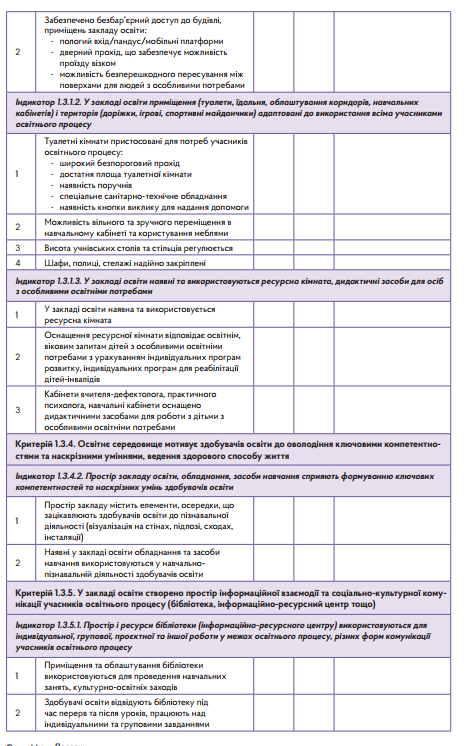 2
Забезпечено безбар'єрний доступ до будівлі,
приміщень закладу освіти:
· пологий вхід/пандус/мобільні платформи
· дверний прохід, що забезпечує можливість
проїзду візком
· можливість безперешкодного пересування між
поверхами для людей з особливими потребами
Індикатор 1.3.1.2. У закладі освіти приміщення (туалети, їдальня, облаштування коридорів, навчальних
кабінетів) і територія (доріжки, ігрові, спортивні майданчики) адаптовані до використання всіма учасниками
освітнього процесу
1
Туалетні кімнати пристосовані для потреб учасників
освітнього процесу:
· широкий безпороговий прохід
· достатня площа туалетної кімнати
· наявність поручнів
· спеціальне санітарно-технічне обладнання
· наявність кнопки виклику для надання допомоги
2
Можливість вільного та зручного переміщення в
навчальному кабінеті та користування меблями
3 Висота учнівських столів та стільців регулюється
4 Шафи, полиці, стелажі надійно закріплені
Індикатор 1.3.1.3. У закладі освіти наявні та використовуються ресурсна кімната, дидактичні засоби для осіб
з особливими освітніми потребами
1
У закладі освіти наявна та використовується
ресурсна кімната
2
Оснащення ресурсної кімнати відповідає освітнім,
віковим запитам дітей з особливими освітніми
потребами з урахуванням індивідуальних програм
розвитку, індивідуальних програм для реабілітації
дітей-інвалідів
3
Кабінети вчителя-дефектолога, практичного
психолога, навчальні кабінети оснащено
дидактичними засобами для роботи з дітьми з
особливими освітніми потребами
Критерій 1.3.4. Освітнє середовище мотивує здобувачів освіти до оволодіння ключовими компетентно-
стями та наскрізними уміннями, ведення здорового способу життя
Індикатор 1.3.4.2. Простір закладу освіти, обладнання, засоби навчання сприяють формуванню ключових
компетентностей та наскрізних умінь здобувачів освіти
1
Простір закладу містить елементи, осередки, що
зацікавлюють здобувачів освіти до пізнавальної
діяльності (візуалізація на стінах, підлозі, сходах,
інсталяції)
2
Наявні у закладі освіти обладнання та засоби
навчання використовуються у навчально-
пізнавальній діяльності здобувачів освіти
Критерій 1.3.5. У закладі освіти створено простір інформаційної взаємодії та соціально-культурної кому-
нікації учасників освітнього процесу (бібліотека, інформаційно-ресурсний центр тощо)
Індикатор 1.3.5.1. Простір і ресурси бібліотеки (інформаційно-ресурсного центру) використовуються для
індивідуальної, групової, проєктної та іншої роботи у межах освітнього процесу, різних форм комунікації
учасників освітнього процесу
1
Приміщення та облаштування бібліотеки
використовуються для проведення навчальних
занять, культурно-освітніх заходів
2
Здобувачі освіти відвідують бібліотеку під
час перерв та після уроків, працюють над
індивідуальними та груповими завданнями